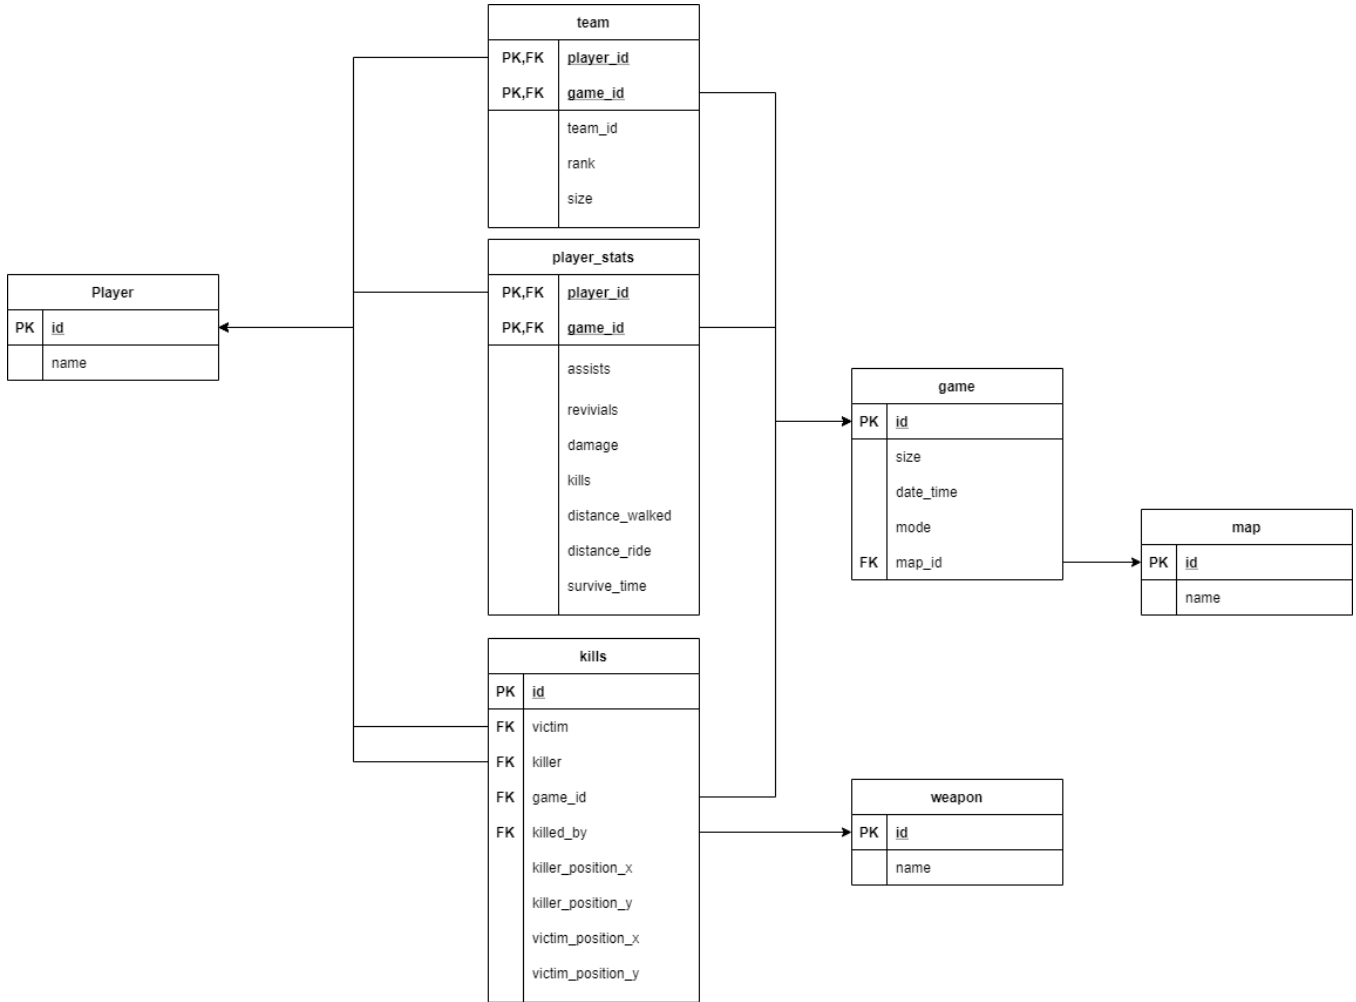 team
PK,FK player_id
PK,FK game_id
team_id
rank
size
player_stats
PK,FK player_id
PK,FK game_id
assists
revivials
damage
kills
distance_walked
distance_ride
survive_time
Player
PK id
name
game
PK id
size
date_time
mode
FK map_id
map
PK id
name
kills
PK id
FK victim
FK killer
FK game_id
FK killed_by
killer_position_x
killer_position_y
victim_position_x
victim_position_y
weapon
PK id
name